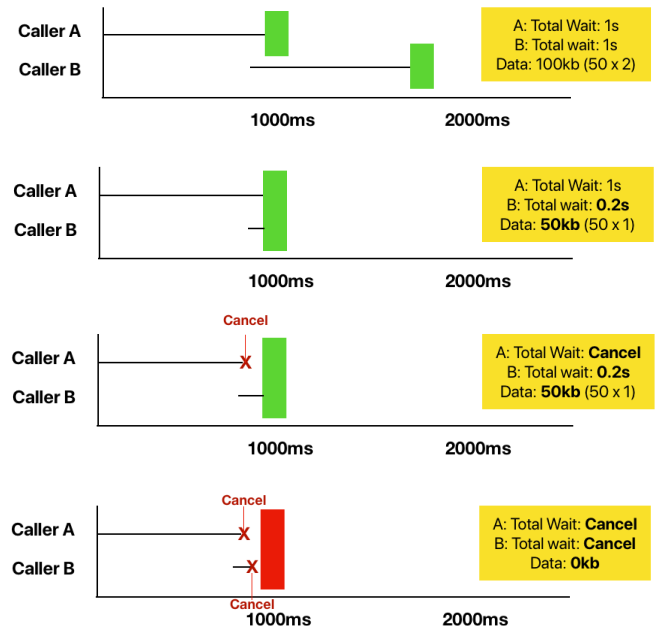 Caller A
Caller B
A: Total Wait: 1s
B: Total wait: 1s
Data: 100kb (50 x 2)
1000ms
2000ms
Caller A
Caller B
A: Total Wait: 1s
B: Total wait: 0.2s
Data: 50kb (50 x 1)
1000ms
2000ms
Cancel
Caller A
X
Caller B
A: Total Wait: Cancel
B: Total wait: 0.2s
Data: 50kb (50 x 1)
1000ms
2000ms
Cancel
Caller A
X
Caller B
X
Cancel
A: Total Wait: Cancel
B: Total wait: Cancel
Data: 0kb
1000ms
2000ms